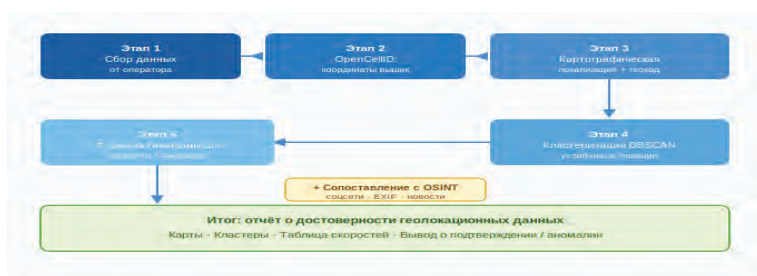 Этап 1
Сбор данных
от оператора
Этап 2
OpenCellID:
координаты вышек
Этап 3
Картографическая
локализация + геокод
Этап 4
Кластеризация DBSCAN
устойчивые локации
Этап 5
+ Сопоставление с OSINT
соцсети · EXIF · новости
Итог: отчёт о достоверности геолокационных данных
Карты · Кластеры · Таблица скоростей · Вывод о подтверждении / аномалии